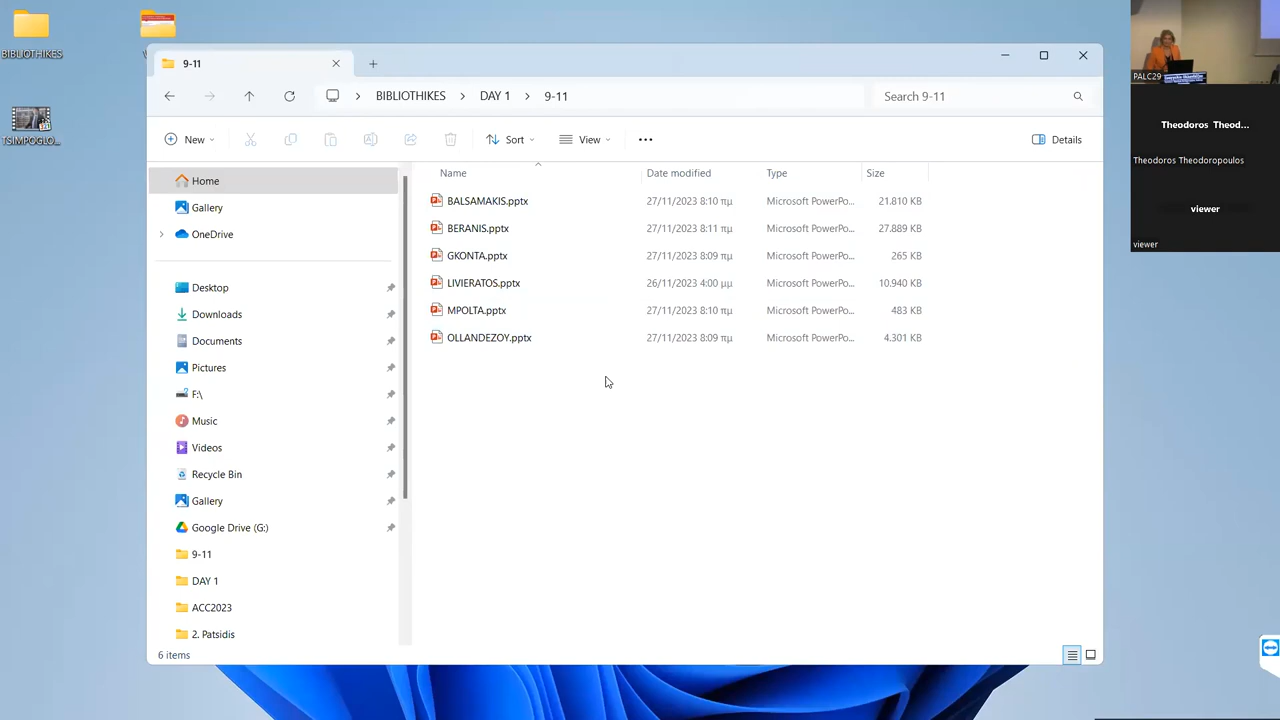 BIBLIOTHIKES
TSIMPOGLO...
9-11
BIBLIOTHIKES
DAY 1
9-11
Search 9-11
New
Sort
View
Details
Name
Date modified
Type
Size
BALSAMAKIS.pptx
27/11/2023 8:10 πμ
Microsoft PowerPo...
21.810 KB
BERANIS.pptx
27/11/2023 8:11 πμ
Microsoft PowerPo...
27.889 KB
GKONTA.pptx
27/11/2023 8:09 πμ
Microsoft PowerPo...
265 KB
LIVIERATOS.pptx
26/11/2023 4:00 μμ
Microsoft PowerPo...
10.940 KB
MPOLTA.pptx
27/11/2023 8:10 πμ
Microsoft PowerPo...
483 KB
OLLANDEZOY.pptx
27/11/2023 8:09 πμ
Microsoft PowerPo...
4.301 KB
Home
Gallery
OneDrive
Desktop
Downloads
Documents
Pictures
F:\
Music
Videos
Recycle Bin
Gallery
Google Drive (G:)
9-11
DAY 1
ACC2023
2. Patsidis
6 items
PALC29
Theodoros Theod...
Theodoros Theodoropoulos
viewer
viewer